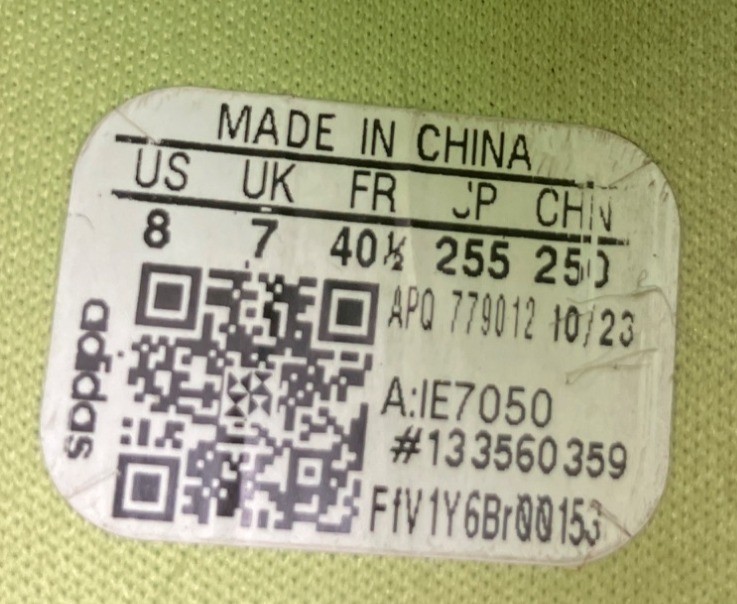 MADE IN CHINA
US UK FR JP CHN
8 7 40½ 255 250
APQ 779012 10/23
A:IE7050
#133560359
FfV1Y6Br00153
adidas